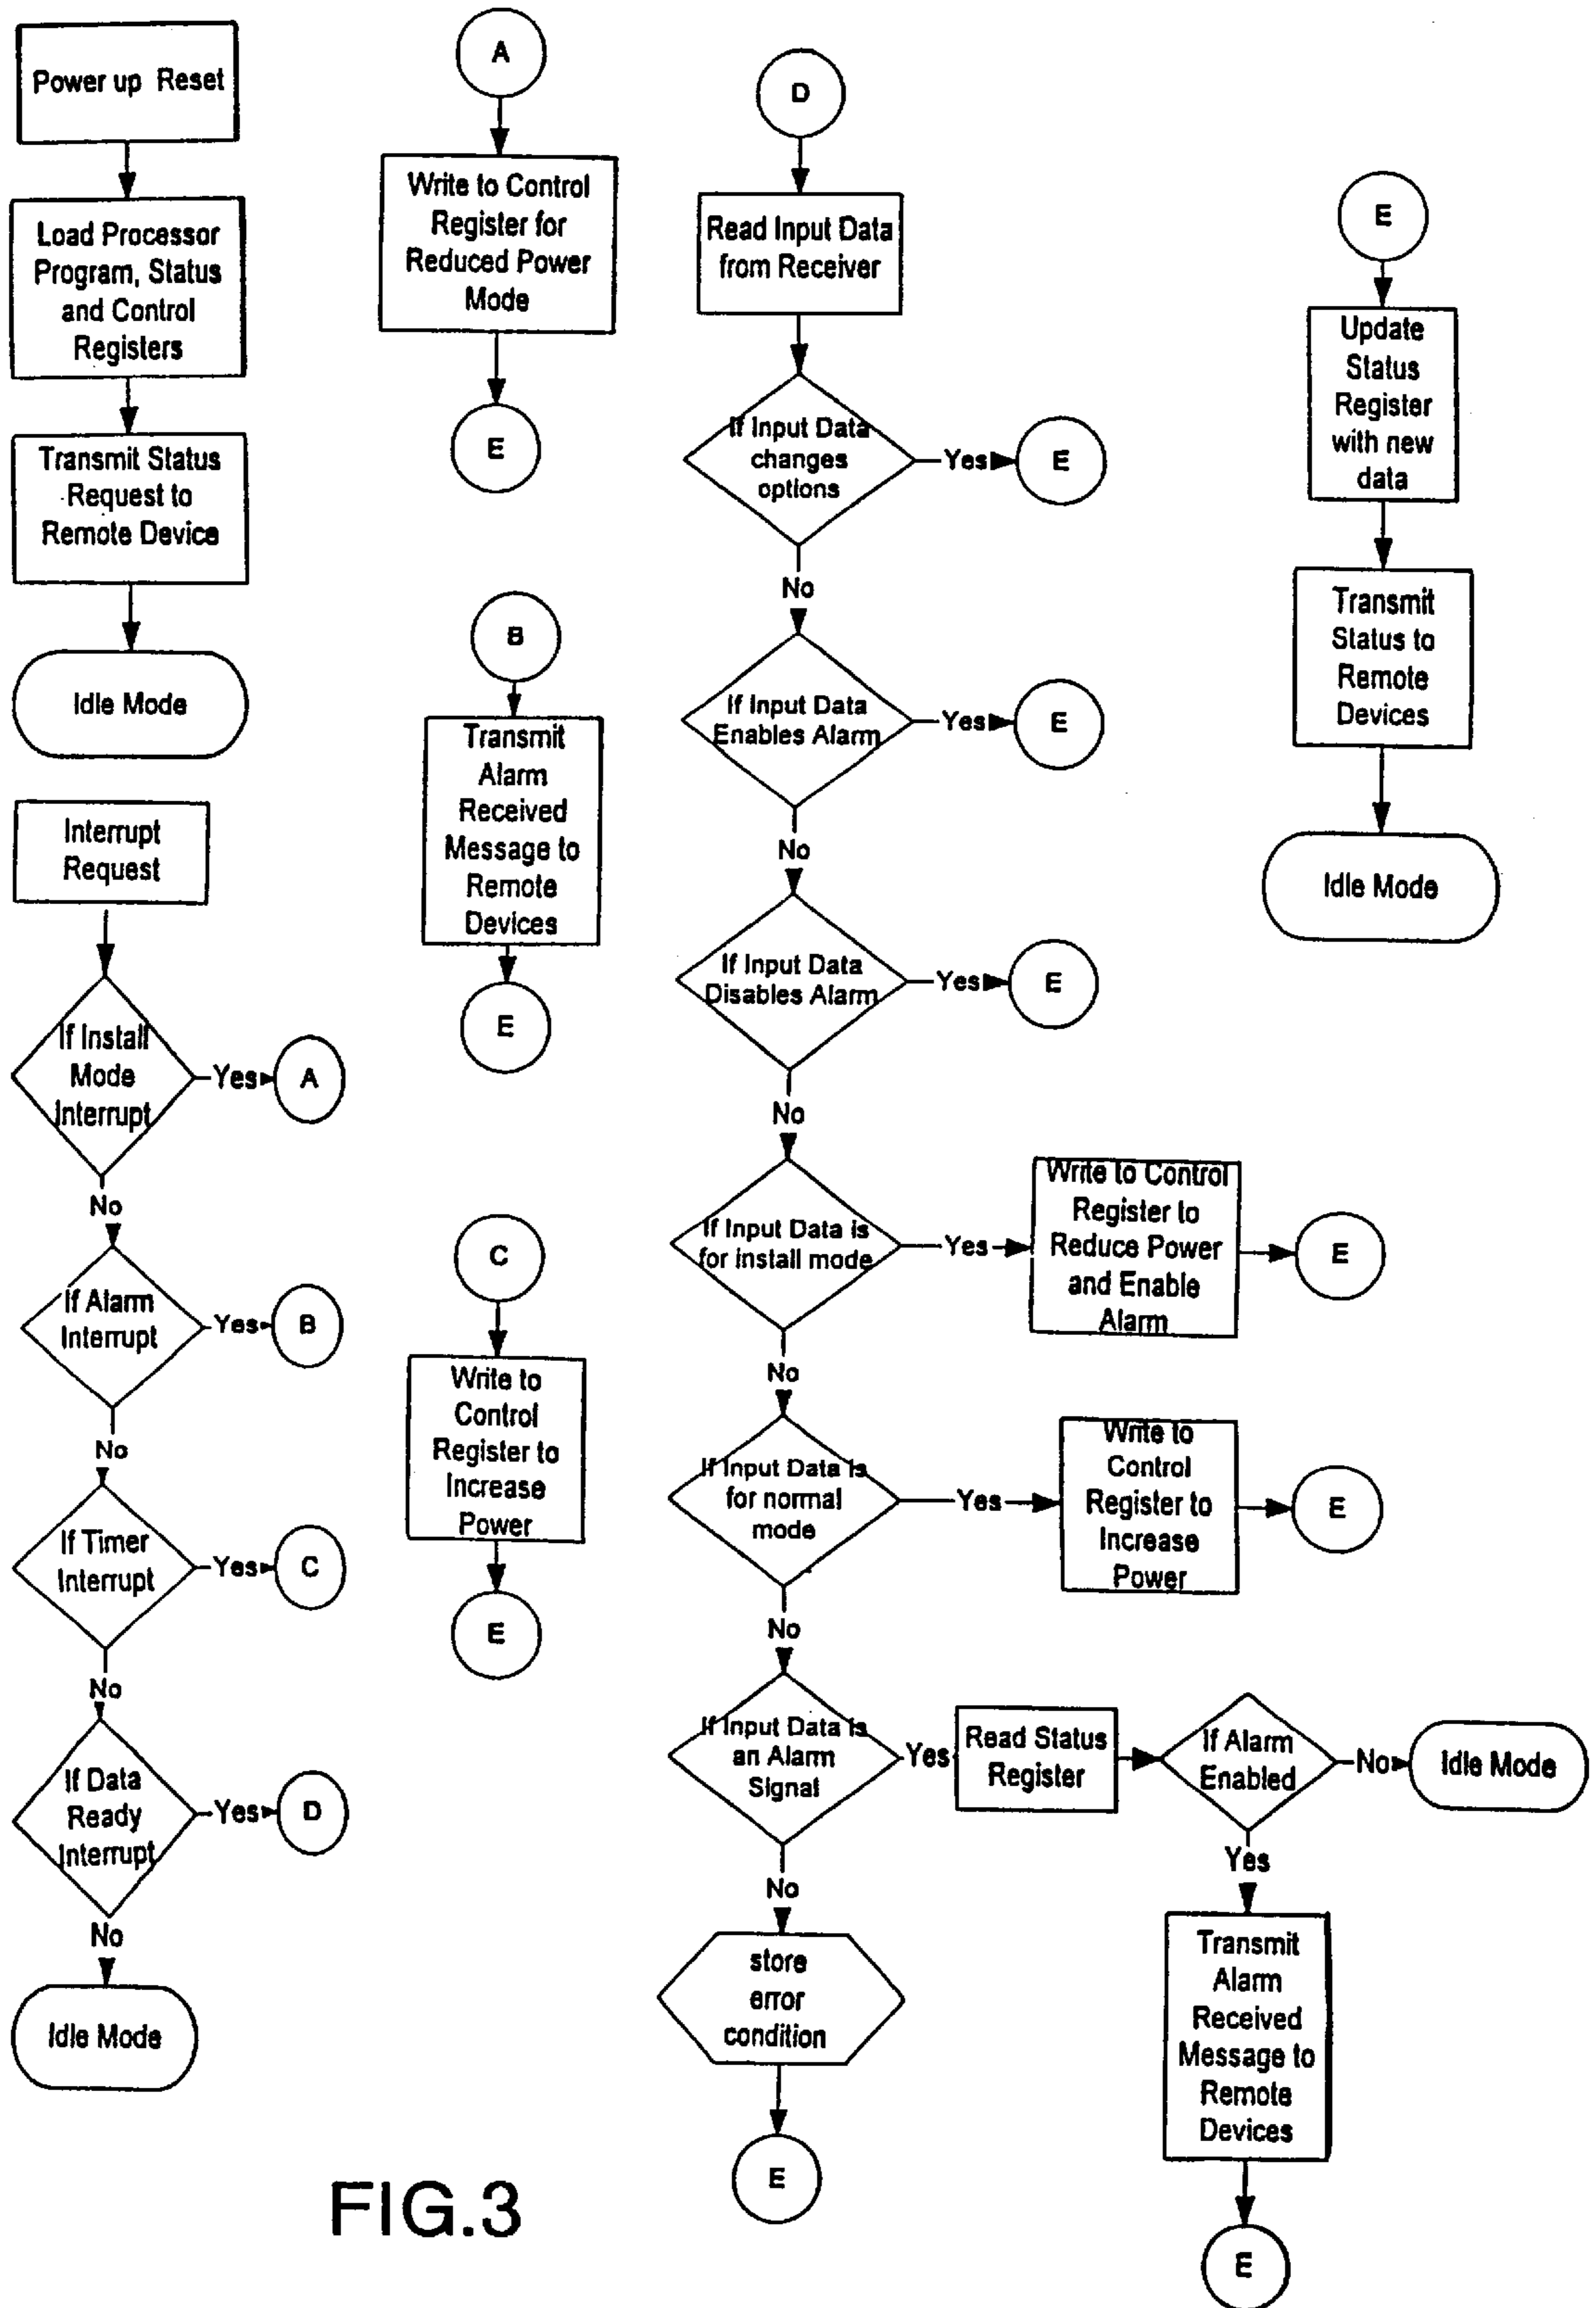 Power up Reset
Load Processor
Program, Status
and Control
Registers
Transmit Status
Request to
Remote Device
Idle Mode
Interrupt
Request
If Install
Mode
Interrupt
Yes
A
No
If Alarm
Interrupt
Yes
B
No
If Timer
Interrupt
Yes
C
No
If Data
Ready
Interrupt
Yes
D
No
Idle Mode
A
Write to Control
Register for
Reduced Power
Mode
E
B
Transmit
Alarm
Received
Message to
Remote
Devices
E
C
Write to
Control
Register to
Increase
Power
E
D
Read Input Data
from Receiver
If Input Data
changes
options
Yes
E
No
If Input Data
Enables Alarm
Yes
E
No
If Input Data
Disables Alarm
Yes
E
No
If Input Data is
for install mode
Yes
Write to Control
Register to
Reduce Power
and Enable
Alarm
E
No
If Input Data is
for normal
mode
Yes
Write to
Control
Register to
Increase
Power
E
No
If Input Data is
an Alarm
Signal
Yes
Read Status
Register
If Alarm
Enabled
No
Idle Mode
Yes
Transmit
Alarm
Received
Message to
Remote
Devices
E
No
store
error
condition
E
E
Update
Status
Register
with new
data
Transmit
Status to
Remote
Devices
Idle Mode
FIG.3